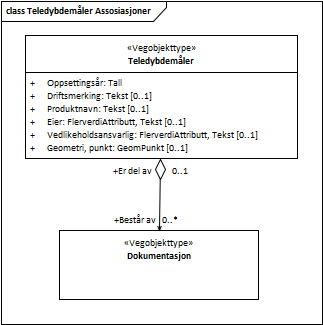 class Teledybdemåler Assosiasjoner
«Vegobjekttype»
Teledybdemåler
+ Oppsettingsår: Tall
+ Driftsmerking: Tekst [0..1]
+ Produktnavn: Tekst [0..1]
+ Eier: FlerverdiAttributt, Tekst [0..1]
+ Vedlikeholdsansvarlig: FlerverdiAttributt, Tekst [0..1]
+ Geometri, punkt: GeomPunkt [0..1]
+Er del av 0..1
+Består av 0..*
«Vegobjekttype»
Dokumentasjon